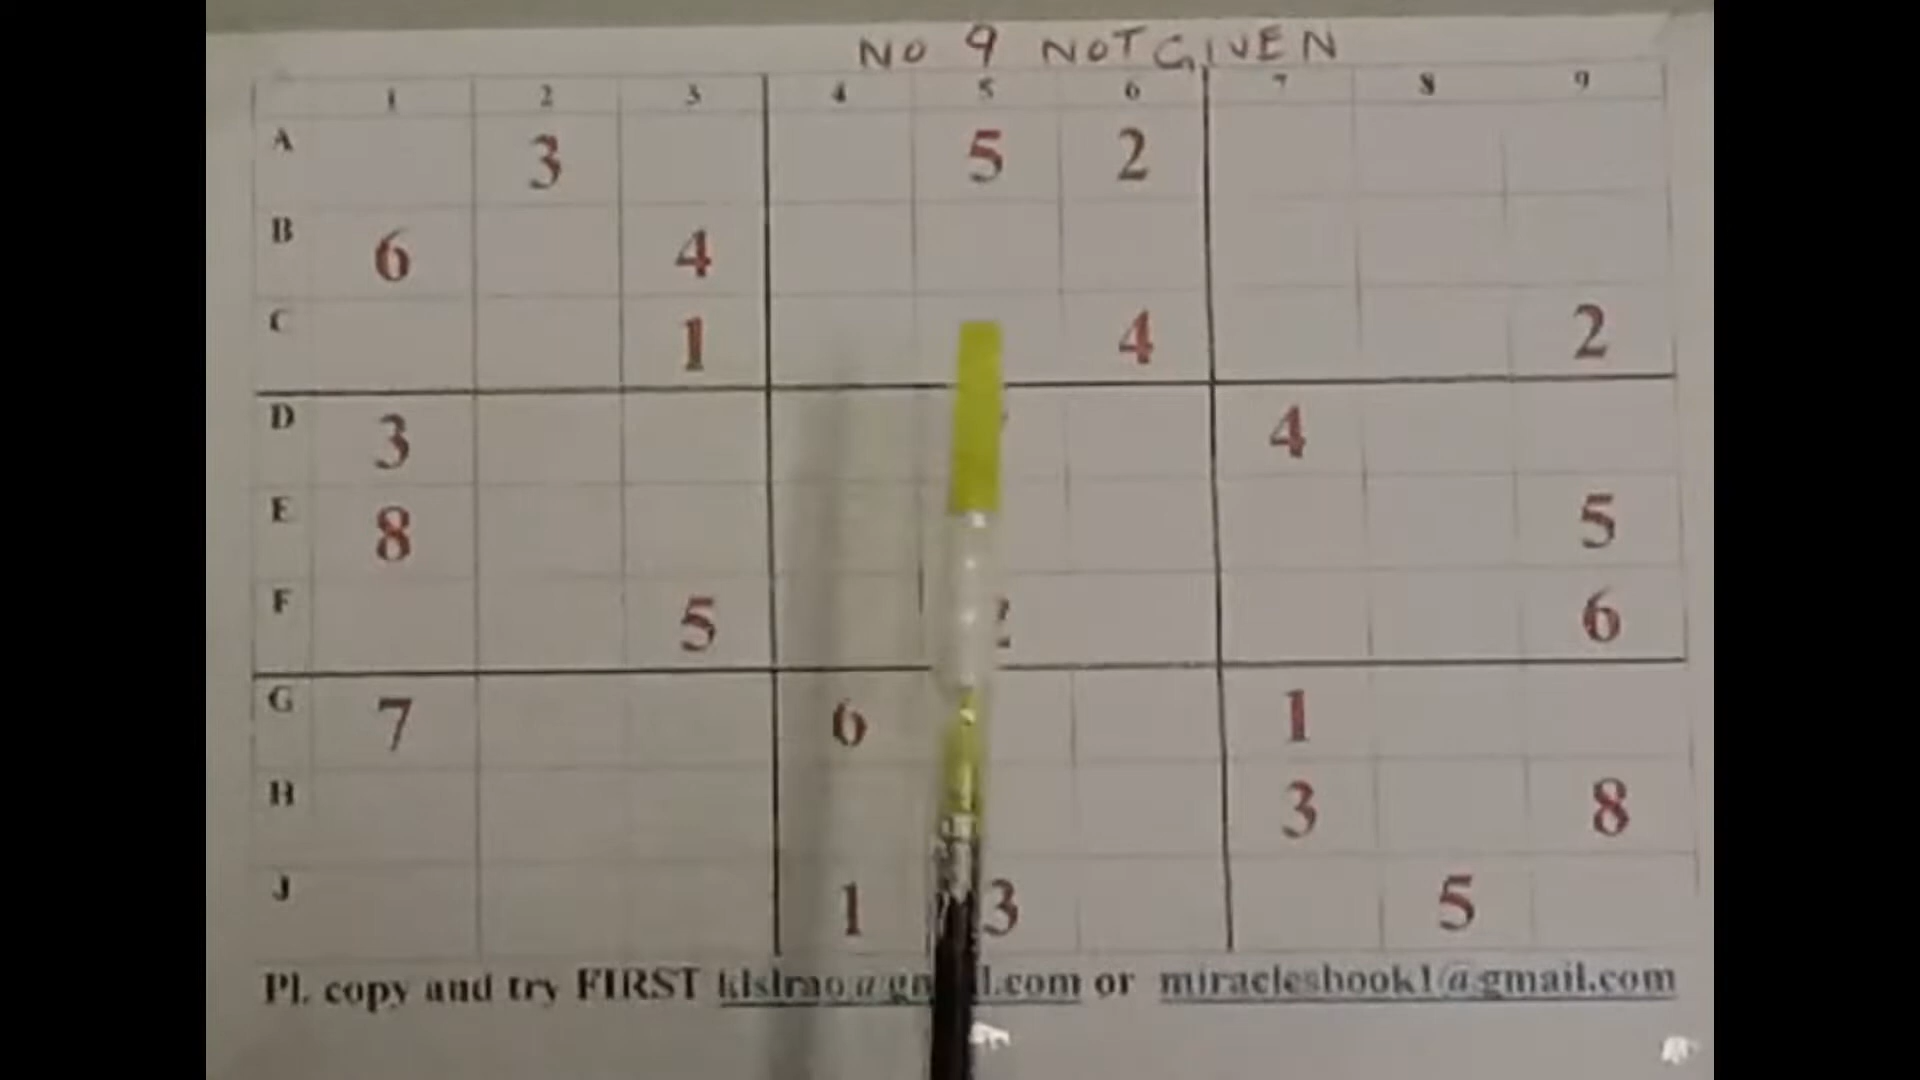 NO 9 NOT GIVEN
1 2 3 4 5 6 7 8 9
A 3 5 2
B 6 4
C 1 4 2
D 3 4
E 8 5
F 5 2 6
G 7 6 1
H 3 8
J 1 3 5
Pl. copy and try FIRST or miraclesbook1@gmail.com